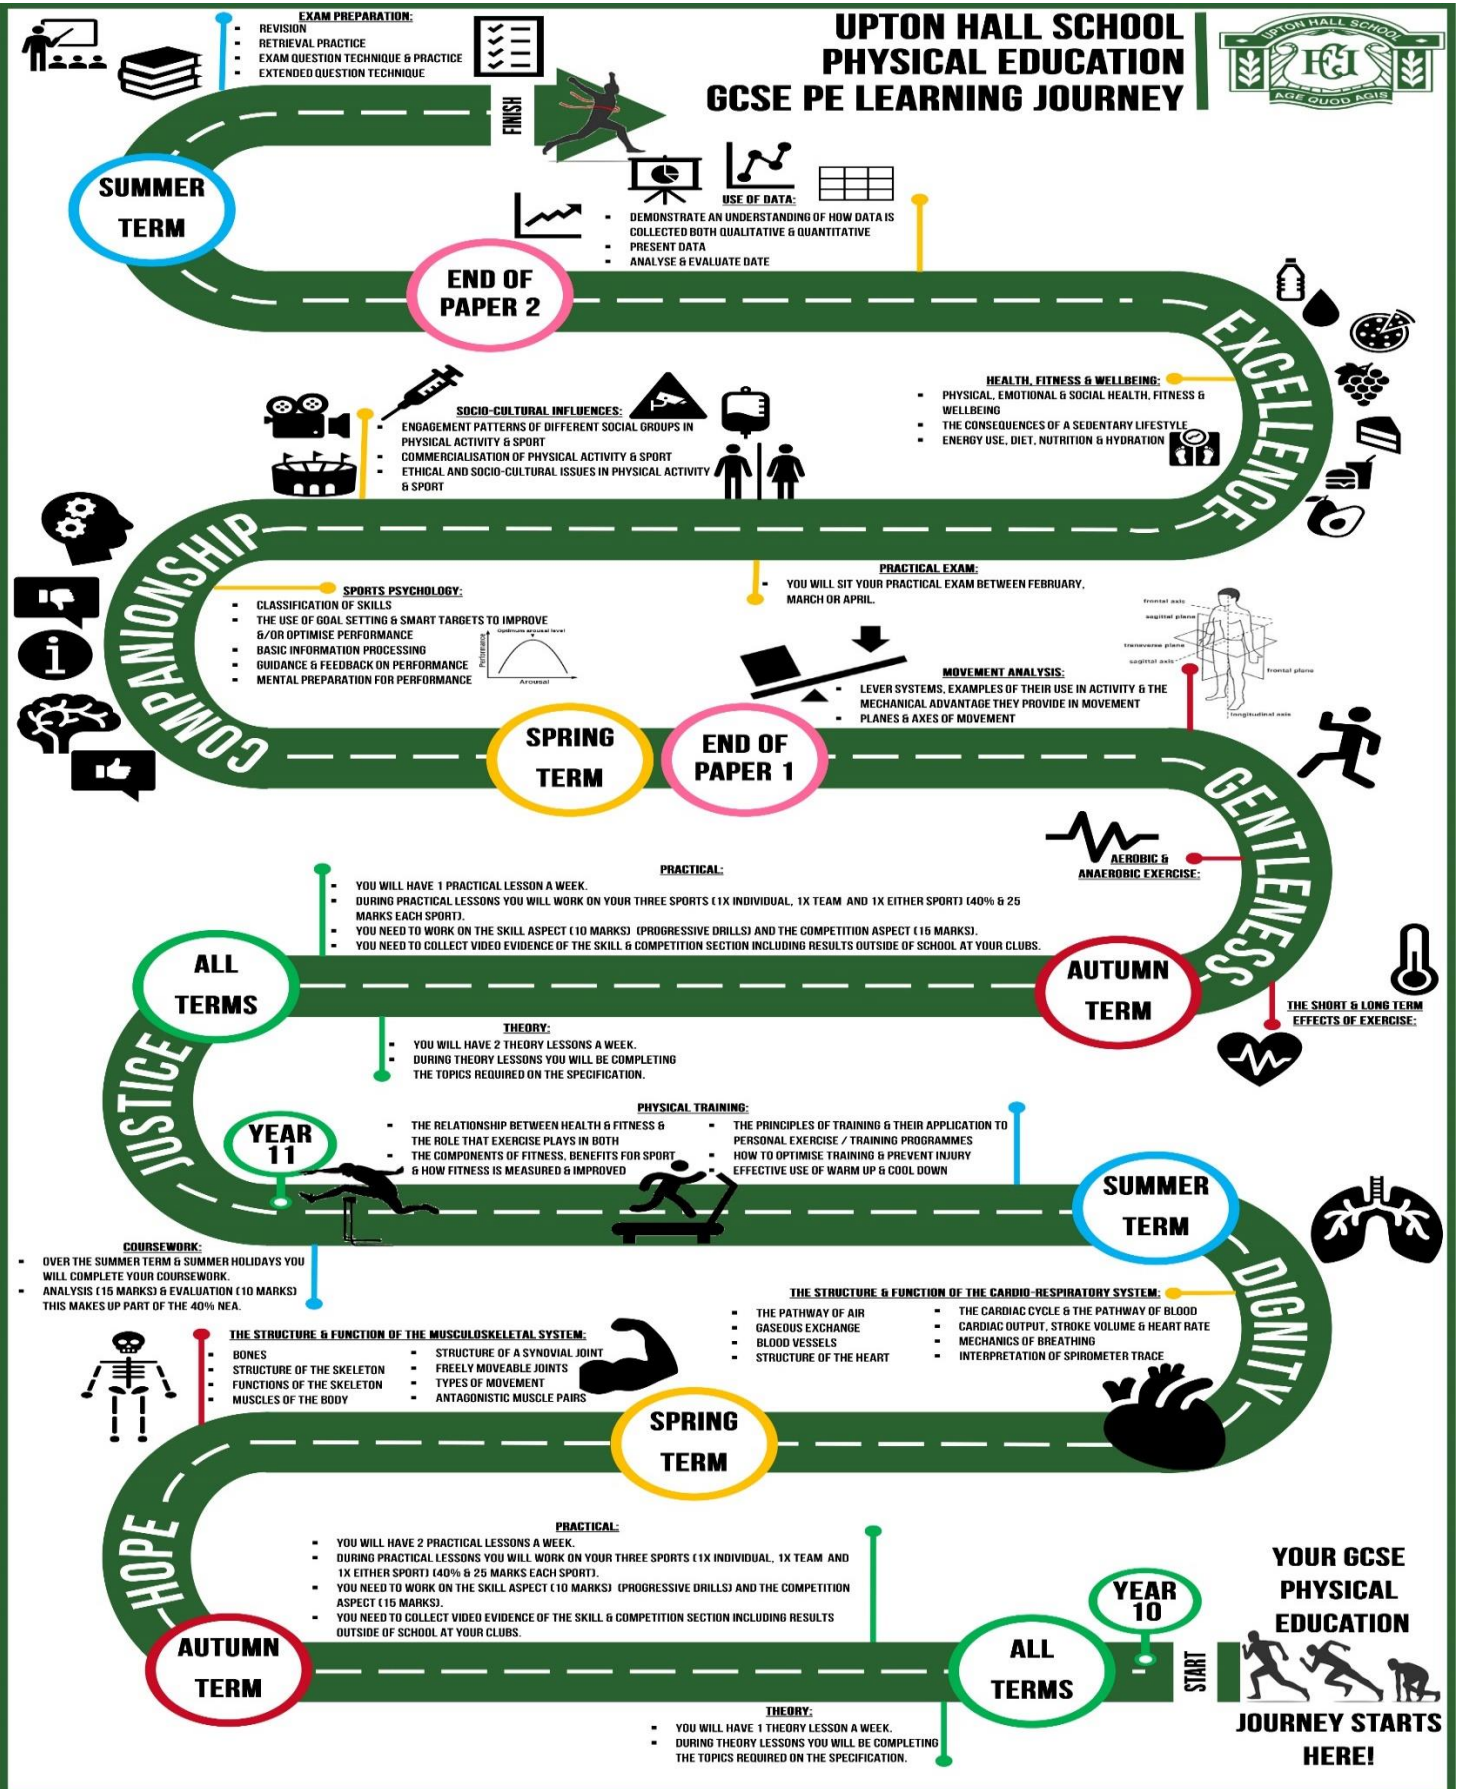 UPTON HALL SCHOOL
PHYSICAL EDUCATION
GCSE PE LEARNING JOURNEY
UPTON HALL SCHOOL
FCJ
AGE QUOD AGIS
EXAM PREPARATION:
REVISION
RETRIEVAL PRACTICE
EXAM QUESTION TECHNIQUE & PRACTICE
EXTENDED QUESTION TECHNIQUE
FINISH
SUMMER
TERM
USE OF DATA:
DEMONSTRATE AN UNDERSTANDING OF HOW DATA IS
COLLECTED BOTH QUALITATIVE & QUANTITATIVE
PRESENT DATA
ANALYSE & EVALUATE DATE
END OF
PAPER 2
EXCELLENCE
HEALTH, FITNESS & WELLBEING:
PHYSICAL, EMOTIONAL & SOCIAL HEALTH, FITNESS &
WELLBEING
THE CONSEQUENCES OF A SEDENTARY LIFESTYLE
ENERGY USE, DIET, NUTRITION & HYDRATION
SOCIO-CULTURAL INFLUENCES:
ENGAGEMENT PATTERNS OF DIFFERENT SOCIAL GROUPS IN
PHYSICAL ACTIVITY & SPORT
COMMERCIALISATION OF PHYSICAL ACTIVITY & SPORT
ETHICAL AND SOCIO-CULTURAL ISSUES IN PHYSICAL ACTIVITY
& SPORT
COMPANIONSHIP
PRACTICAL EXAM:
YOU WILL SIT YOUR PRACTICAL EXAM BETWEEN FEBRUARY,
MARCH OR APRIL.
SPORTS PSYCHOLOGY:
CLASSIFICATION OF SKILLS
THE USE OF GOAL SETTING & SMART TARGETS TO IMPROVE
&/OR OPTIMISE PERFORMANCE
BASIC INFORMATION PROCESSING
GUIDANCE & FEEDBACK ON PERFORMANCE
MENTAL PREPARATION FOR PERFORMANCE
Optimum arousal level
Performance
Arousal
frontal axis
sagittal plane
transverse plane
sagittal axis
frontal plane
longitudinal axis
MOVEMENT ANALYSIS:
LEVER SYSTEMS, EXAMPLES OF THEIR USE IN ACTIVITY & THE
MECHANICAL ADVANTAGE THEY PROVIDE IN MOVEMENT
PLANES & AXES OF MOVEMENT
SPRING
TERM
END OF
PAPER 1
GENTLENESS
AEROBIC &
ANAEROBIC EXERCISE:
PRACTICAL:
YOU WILL HAVE 1 PRACTICAL LESSON A WEEK.
DURING PRACTICAL LESSONS YOU WILL WORK ON YOUR THREE SPORTS (1X INDIVIDUAL, 1X TEAM AND 1X EITHER SPORT) (40% & 25
MARKS EACH SPORT).
YOU NEED TO WORK ON THE SKILL ASPECT (10 MARKS) (PROGRESSIVE DRILLS) AND THE COMPETITION ASPECT (15 MARKS).
YOU NEED TO COLLECT VIDEO EVIDENCE OF THE SKILL & COMPETITION SECTION INCLUDING RESULTS OUTSIDE OF SCHOOL AT YOUR CLUBS.
ALL
TERMS
AUTUMN
TERM
THE SHORT & LONG TERM
EFFECTS OF EXERCISE:
THEORY:
YOU WILL HAVE 2 THEORY LESSONS A WEEK.
DURING THEORY LESSONS YOU WILL BE COMPLETING
THE TOPICS REQUIRED ON THE SPECIFICATION.
JUSTICE
YEAR
11
PHYSICAL TRAINING:
THE RELATIONSHIP BETWEEN HEALTH & FITNESS &
THE ROLE THAT EXERCISE PLAYS IN BOTH
THE COMPONENTS OF FITNESS, BENEFITS FOR SPORT
& HOW FITNESS IS MEASURED & IMPROVED
THE PRINCIPLES OF TRAINING & THEIR APPLICATION TO
PERSONAL EXERCISE / TRAINING PROGRAMMES
HOW TO OPTIMISE TRAINING & PREVENT INJURY
EFFECTIVE USE OF WARM UP & COOL DOWN
SUMMER
TERM
COURSEWORK:
OVER THE SUMMER TERM & SUMMER HOLIDAYS YOU
WILL COMPLETE YOUR COURSEWORK.
ANALYSIS (15 MARKS) & EVALUATION (10 MARKS)
THIS MAKES UP PART OF THE 40% NEA.
DIGNITY
THE STRUCTURE & FUNCTION OF THE CARDIO-RESPIRATORY SYSTEM:
THE PATHWAY OF AIR
GASEOUS EXCHANGE
BLOOD VESSELS
STRUCTURE OF THE HEART
THE CARDIAC CYCLE & THE PATHWAY OF BLOOD
CARDIAC OUTPUT, STROKE VOLUME & HEART RATE
MECHANICS OF BREATHING
INTERPRETATION OF SPIROMETER TRACE
THE STRUCTURE & FUNCTION OF THE MUSCULOSKELETAL SYSTEM:
BONES
STRUCTURE OF THE SKELETON
FUNCTIONS OF THE SKELETON
MUSCLES OF THE BODY
STRUCTURE OF A SYNOVIAL JOINT
FREELY MOVEABLE JOINTS
TYPES OF MOVEMENT
ANTAGONISTIC MUSCLE PAIRS
SPRING
TERM
HOPE
PRACTICAL:
YOU WILL HAVE 2 PRACTICAL LESSONS A WEEK.
DURING PRACTICAL LESSONS YOU WILL WORK ON YOUR THREE SPORTS (1X INDIVIDUAL, 1X TEAM AND
1X EITHER SPORT) (40% & 25 MARKS EACH SPORT).
YOU NEED TO WORK ON THE SKILL ASPECT (10 MARKS) (PROGRESSIVE DRILLS) AND THE COMPETITION
ASPECT (15 MARKS).
YOU NEED TO COLLECT VIDEO EVIDENCE OF THE SKILL & COMPETITION SECTION INCLUDING RESULTS
OUTSIDE OF SCHOOL AT YOUR CLUBS.
AUTUMN
TERM
ALL
TERMS
YEAR
10
START
YOUR GCSE
PHYSICAL
EDUCATION
JOURNEY STARTS
HERE!
THEORY:
YOU WILL HAVE 1 THEORY LESSON A WEEK.
DURING THEORY LESSONS YOU WILL BE COMPLETING
THE TOPICS REQUIRED ON THE SPECIFICATION.